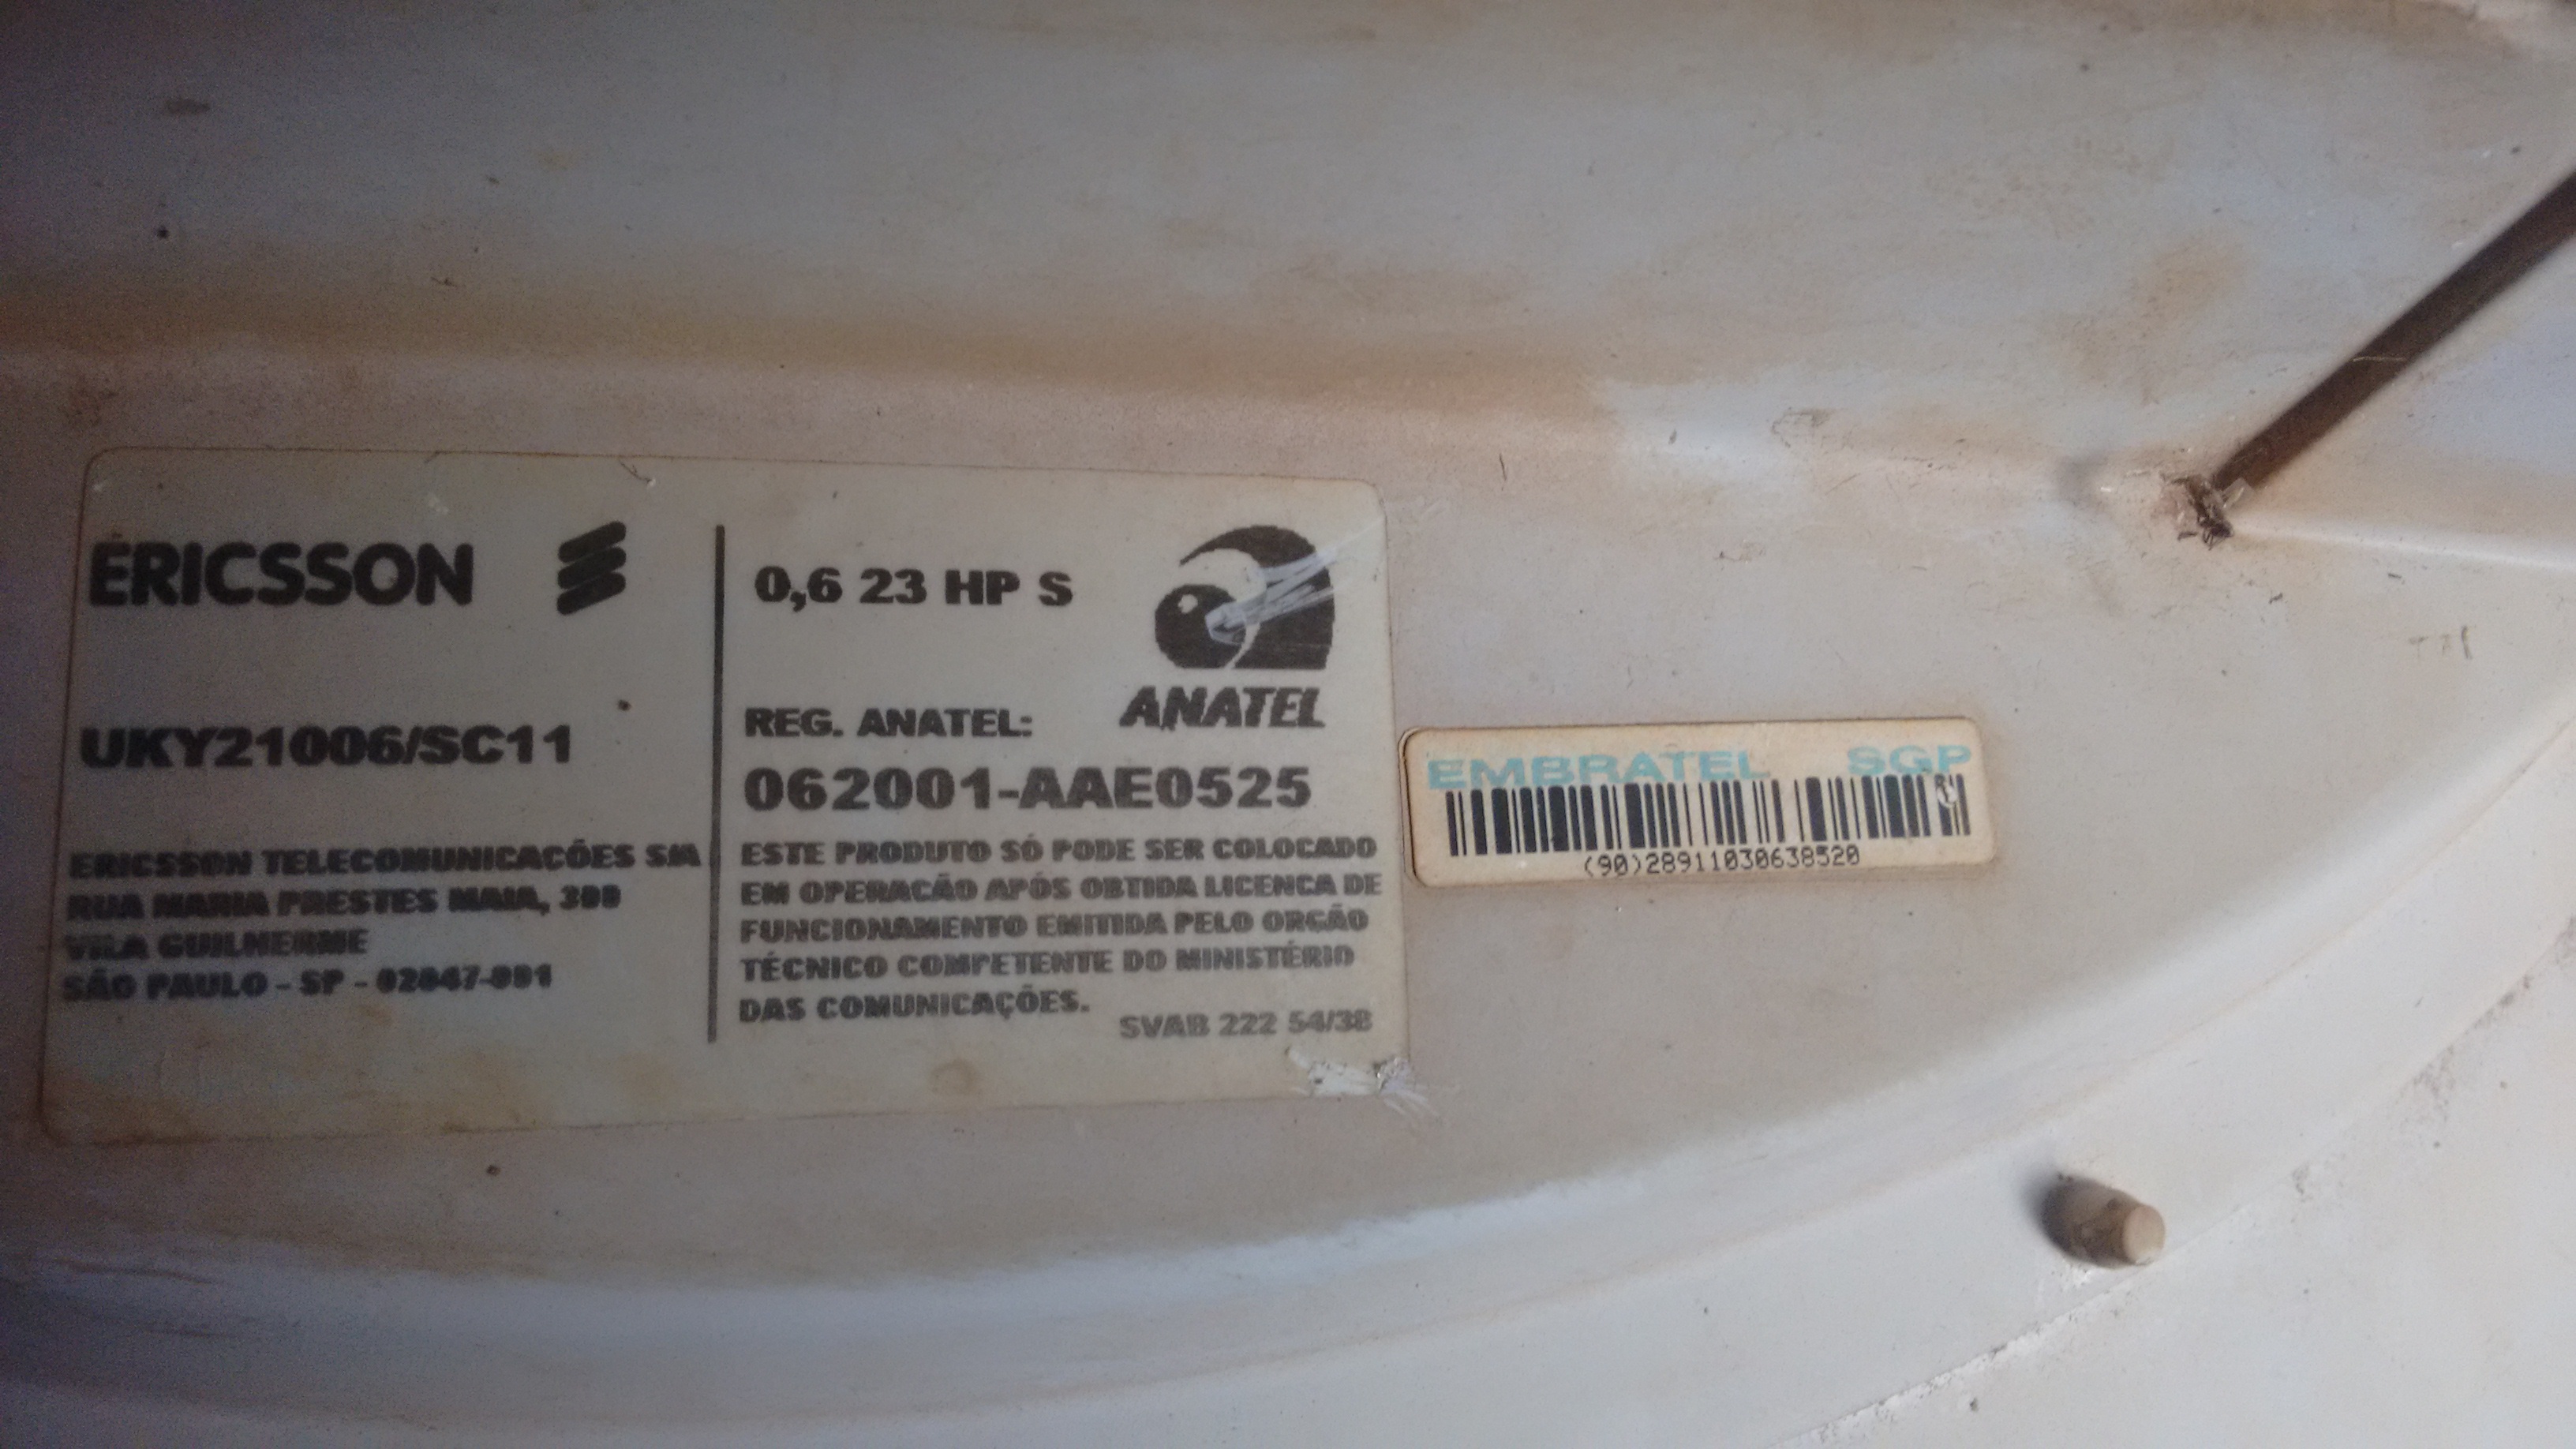 ERICSSON
UKY21006/SC11
ERICSSON TELECOMUNICAÇÕES S/A
RUA MARIA PRESTES MAIA, 300
VILA GUILHERME
SÃO PAULO - SP - 02047-001
0,6 23 HP S
ANATEL
REG. ANATEL:
062001-AAE0525
ESTE PRODUTO SÓ PODE SER COLOCADO
EM OPERACÃO APÓS OBTIDA LICENCA DE
FUNCIONAMENTO EMITIDA PELO ORGÃO
TÉCNICO COMPETENTE DO MINISTÉRIO
DAS COMUNICAÇÕES.
SVAB 222 54/38
EMBRATEL SGP
(90)28911030638520